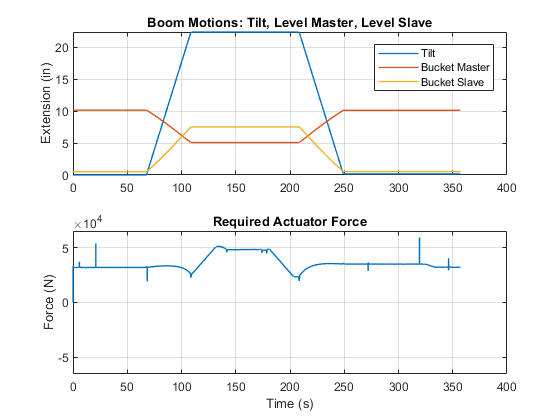 Boom Motions: Tilt, Level Master, Level Slave
Extension (in)
20
15
10
5
0
Tilt
Bucket Master
Bucket Slave
0 50 100 150 200 250 300 350 400
Required Actuator Force
×10^4
Force (N)
5
0
-5
0 50 100 150 200 250 300 350 400
Time (s)